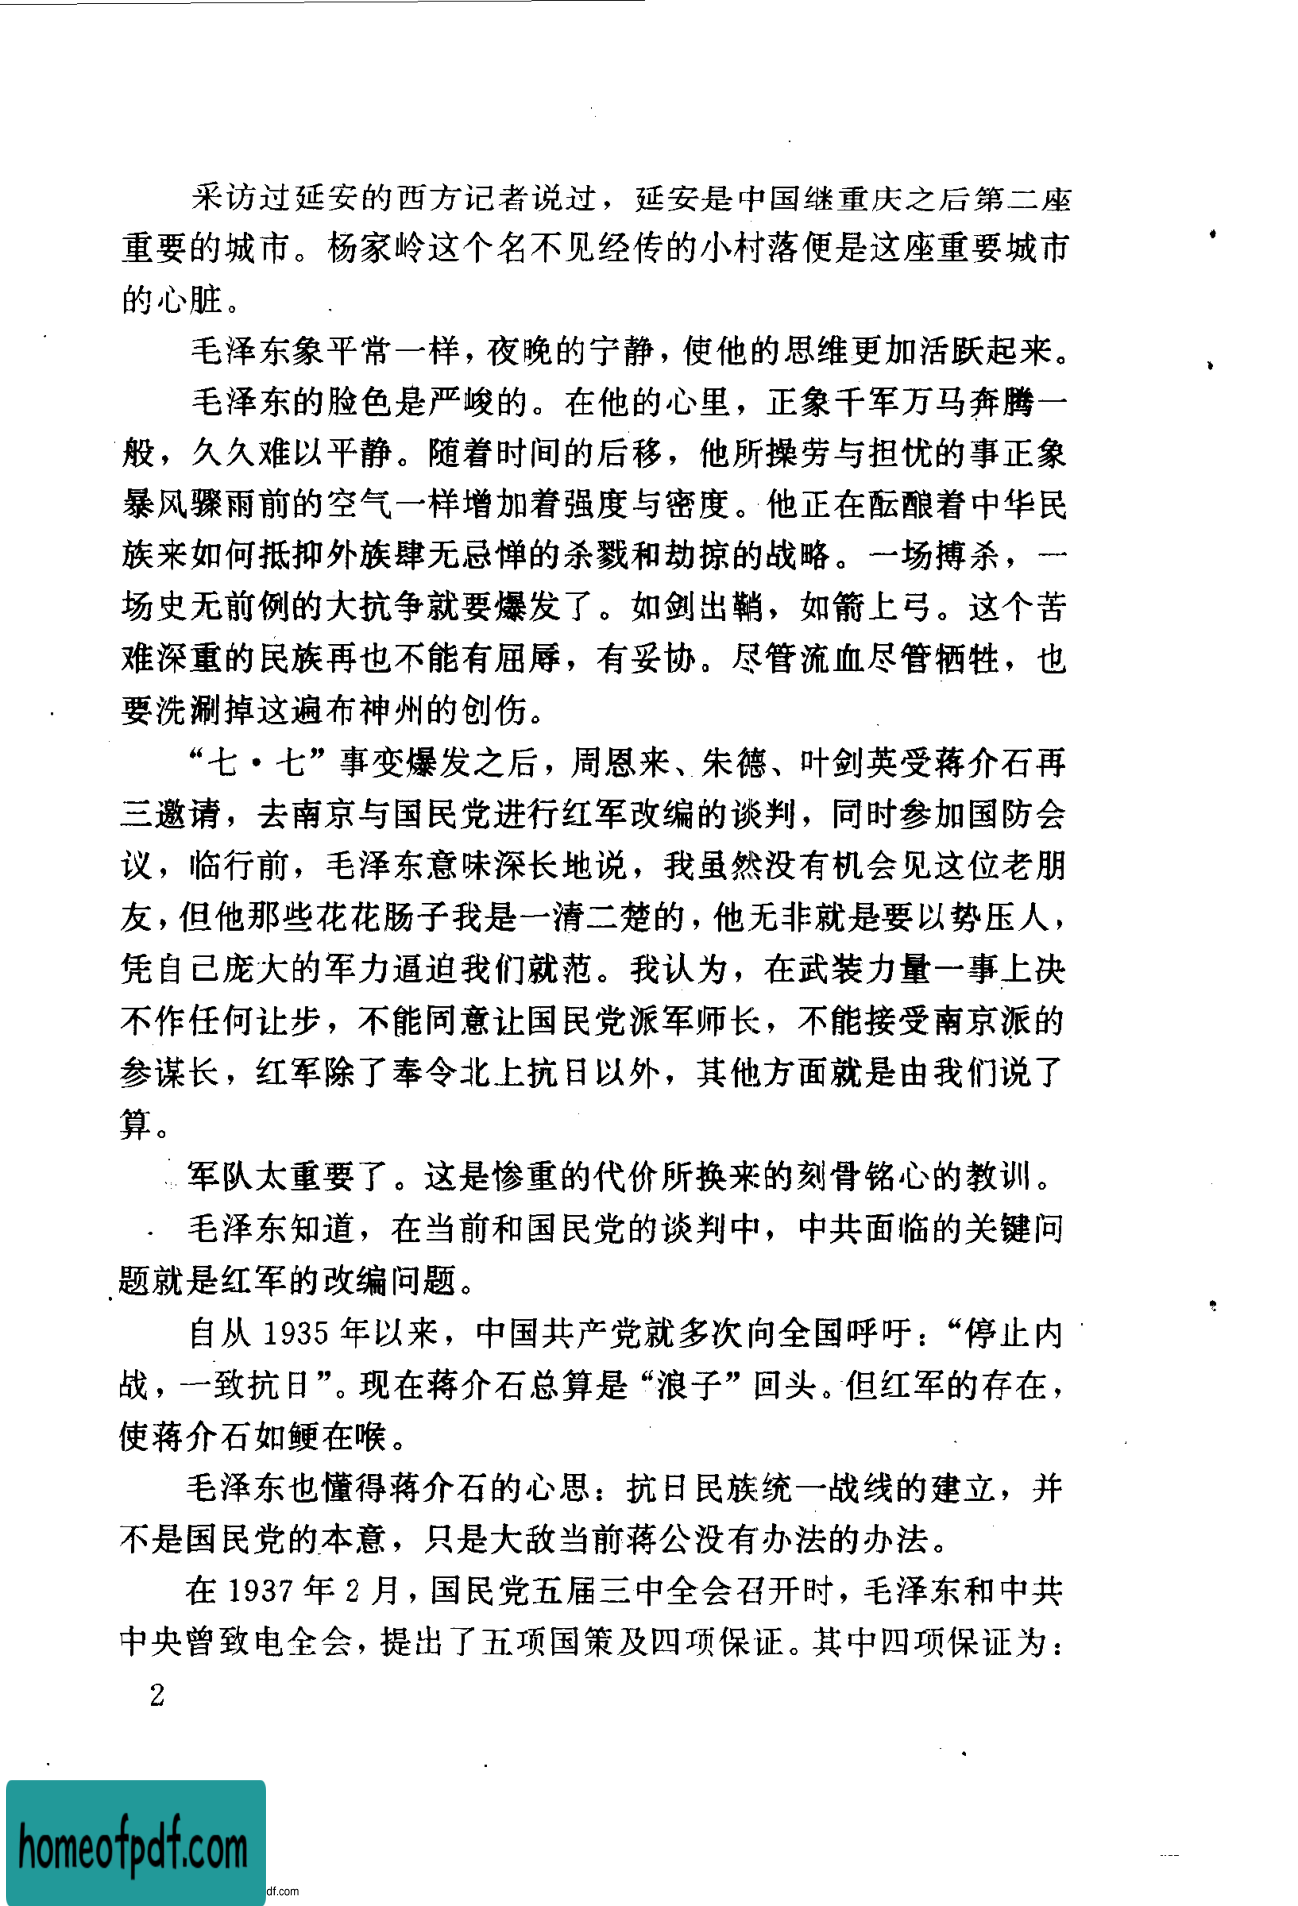 采访过延安的西方记者说过，延安是中国继重庆之后第二座
重要的城市。杨家岭这个名不见经传的小村落便是这座重要城市
的心脏。
毛泽东象平常一样，夜晚的宁静，使他的思维更加活跃起来。
毛泽东的脸色是严峻的。在他的心里，正象千军万马奔腾一
般，久久难以平静。随着时间的后移，他所操劳与担忧的事正象
暴风骤雨前的空气一样增加着强度与密度。他正在酝酿着中华民
族来如何抵抑外族肆无忌惮的杀戮和劫掠的战略。一场搏杀，一
场史无前例的大抗争就要爆发了。如剑出鞘，如箭上弓。这个苦
难深重的民族再也不能有屈辱，有妥协。尽管流血尽管牺牲，也
要洗涮掉这遍布神州的创伤。
“七·七”事变爆发之后，周恩来、朱德、叶剑英受蒋介石再
三邀请，去南京与国民党进行红军改编的谈判，同时参加国防会
议，临行前，毛泽东意味深长地说，我虽然没有机会见这位老朋
友，但他那些花花肠子我是一清二楚的，他无非就是要以势压人，
凭自己庞大的军力逼迫我们就范。我认为，在武装力量一事上决
不作任何让步，不能同意让国民党派军师长，不能接受南京派的
参谋长，红军除了奉令北上抗日以外，其他方面就是由我们说了
算。
军队太重要了。这是惨重的代价所换来的刻骨铭心的教训。
毛泽东知道，在当前和国民党的谈判中，中共面临的关键问
题就是红军的改编问题。
自从 1935 年以来，中国共产党就多次向全国呼吁：“停止内
战，一致抗日”。现在蒋介石总算是“浪子”回头。但红军的存在，
使蒋介石如鲠在喉。
毛泽东也懂得蒋介石的心思：抗日民族统一战线的建立，并
不是国民党的本意，只是大敌当前蒋公没有办法的办法。
在 1937 年 2 月，国民党五届三中全会召开时，毛泽东和中共
中央曾致电全会，提出了五项国策及四项保证。其中四项保证为：
2
homeofpdf.com
df.com